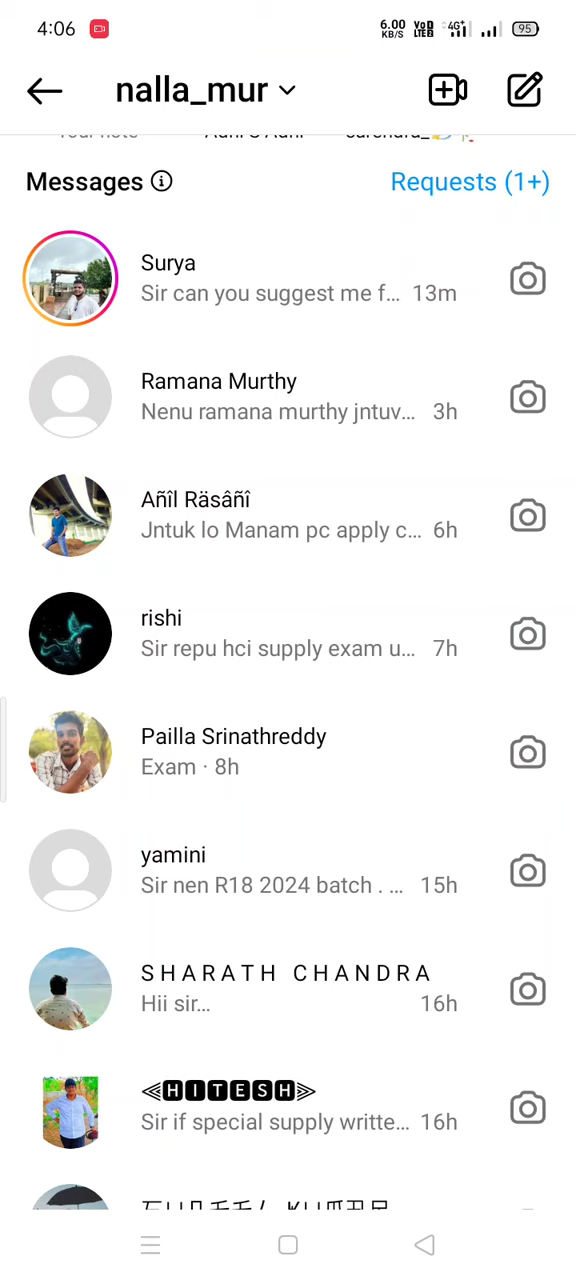 4:06 6.00 KB/S VoD LTE2 4G+ 95
nalla_mur
Messages Requests (1+)
Surya
Sir can you suggest me f... 13m
Ramana Murthy
Nenu ramana murthy jntuv... 3h
Añîl Räsâñî
Jntuk lo Manam pc apply c... 6h
rishi
Sir repu hci supply exam u... 7h
Pailla Srinathreddy
Exam · 8h
yamini
Sir nen R18 2024 batch . ... 15h
S H A R A T H C H A N D R A
Hii sir... 16h
⪻🅷🅸🆃🅴🆂🅷⪼
Sir if special supply writte... 16h